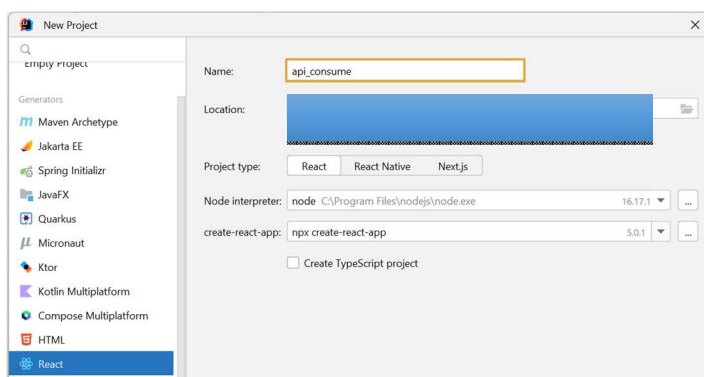 New Project
Empty Project
Generators
Maven Archetype
Jakarta EE
Spring Initializr
JavaFX
Quarkus
Micronaut
Ktor
Kotlin Multiplatform
Compose Multiplatform
HTML
React
Name: api_consume
Location:
Project type: React React Native Next.js
Node interpreter: node C:\Program Files\nodejs\node.exe 16.17.1 ...
create-react-app: npx create-react-app 5.0.1 ...
Create TypeScript project